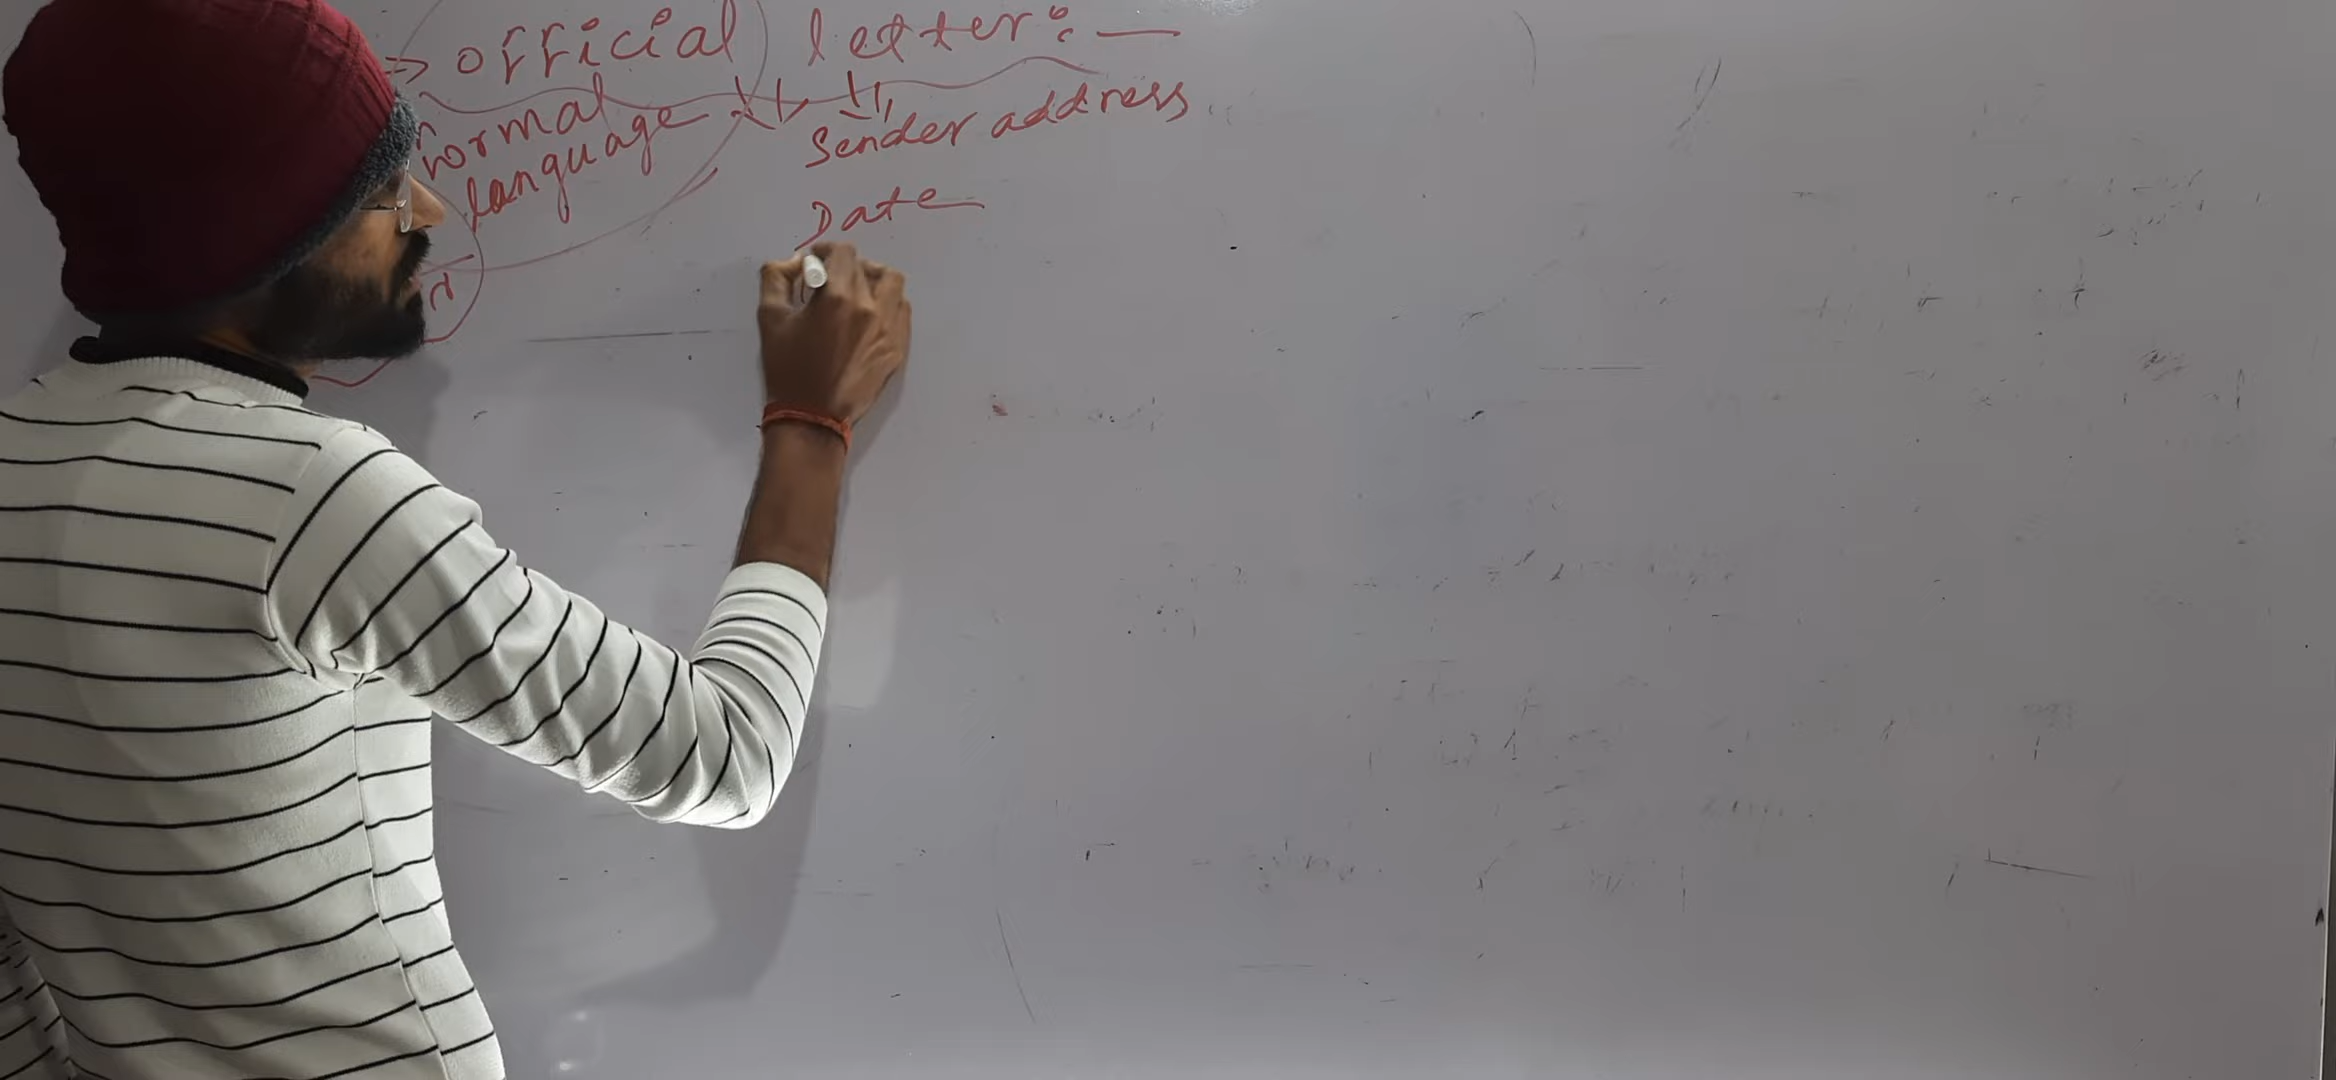 => official letter:—
normal
language
Sender address
Date